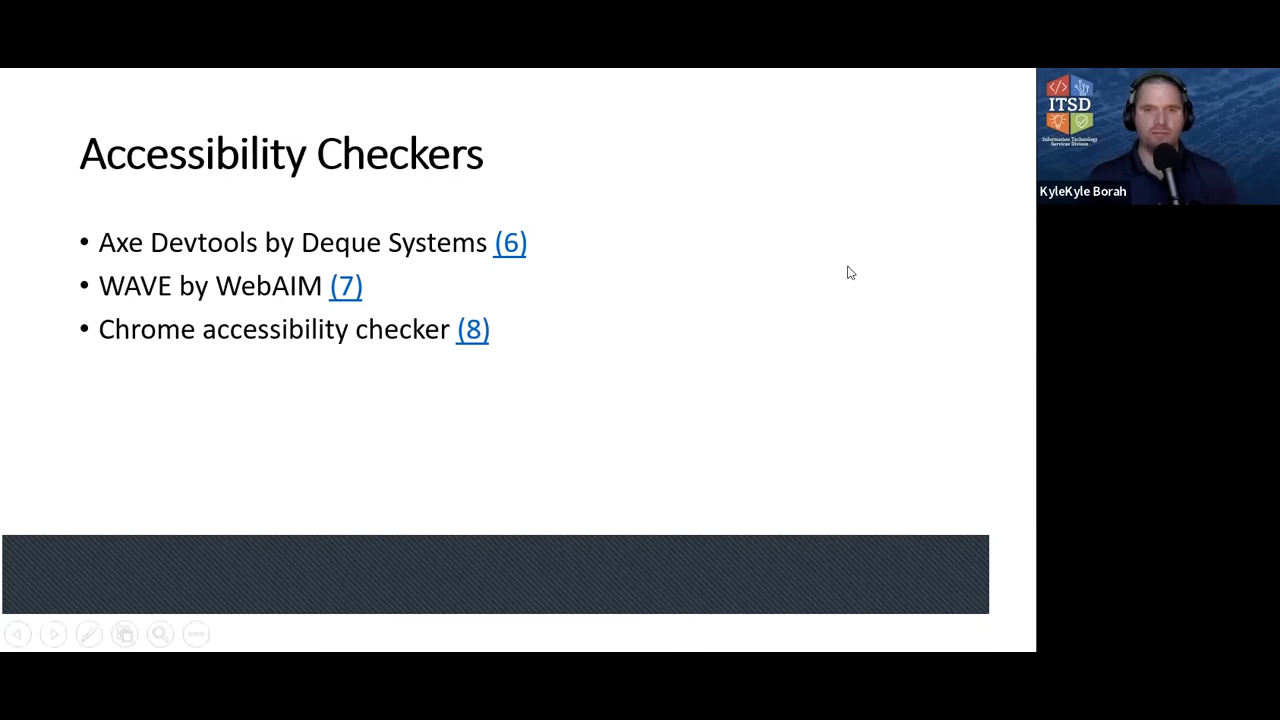 Accessibility Checkers
• Axe Devtools by Deque Systems (6)
• WAVE by WebAIM (7)
• Chrome accessibility checker (8)
ITSD
Information Technology
Services Divison
KyleKyle Borah